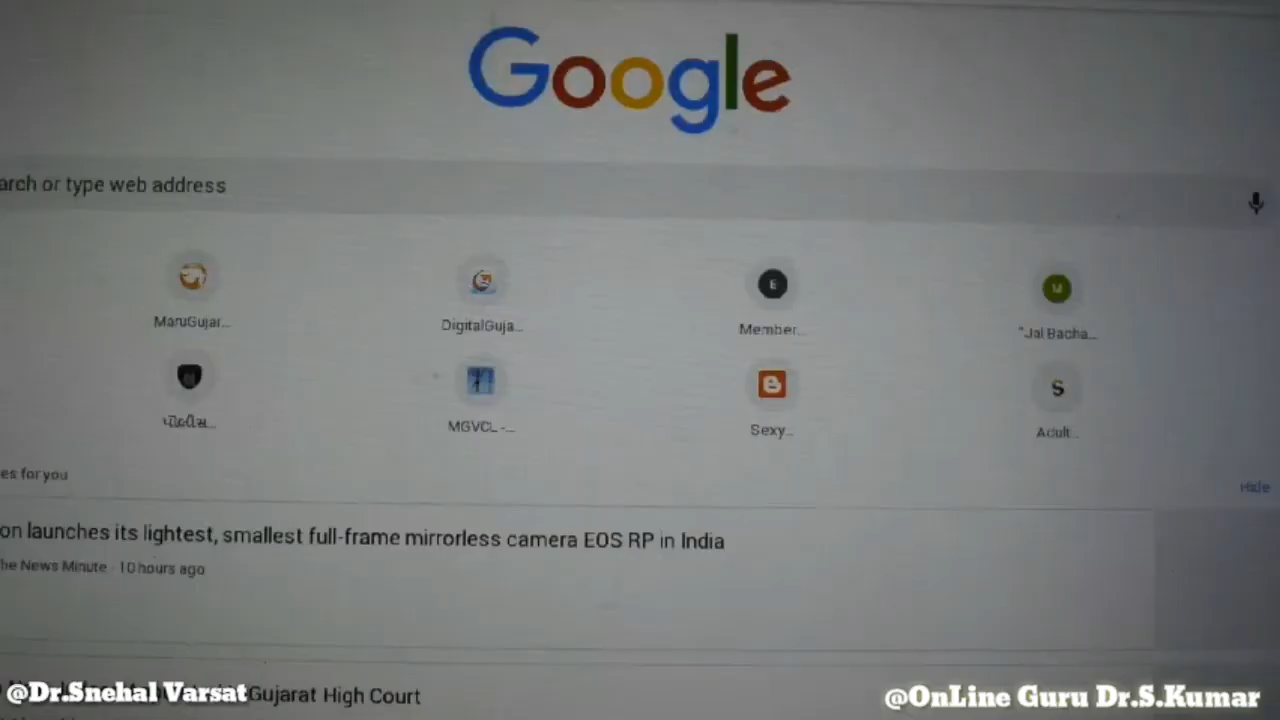 Google
arch or type web address
MaruGujar...
DigitalGuja...
E
Member...
M
"Jal Bacha...
MGVCL -...
Sexy...
S
Adult...
es for you
Hide
on launches its lightest, smallest full-frame mirrorless camera EOS RP in India
he News Minute · 10 hours ago
Gujarat High Court
@Dr.Snehal Varsat
@OnLine Guru Dr.S.Kumar